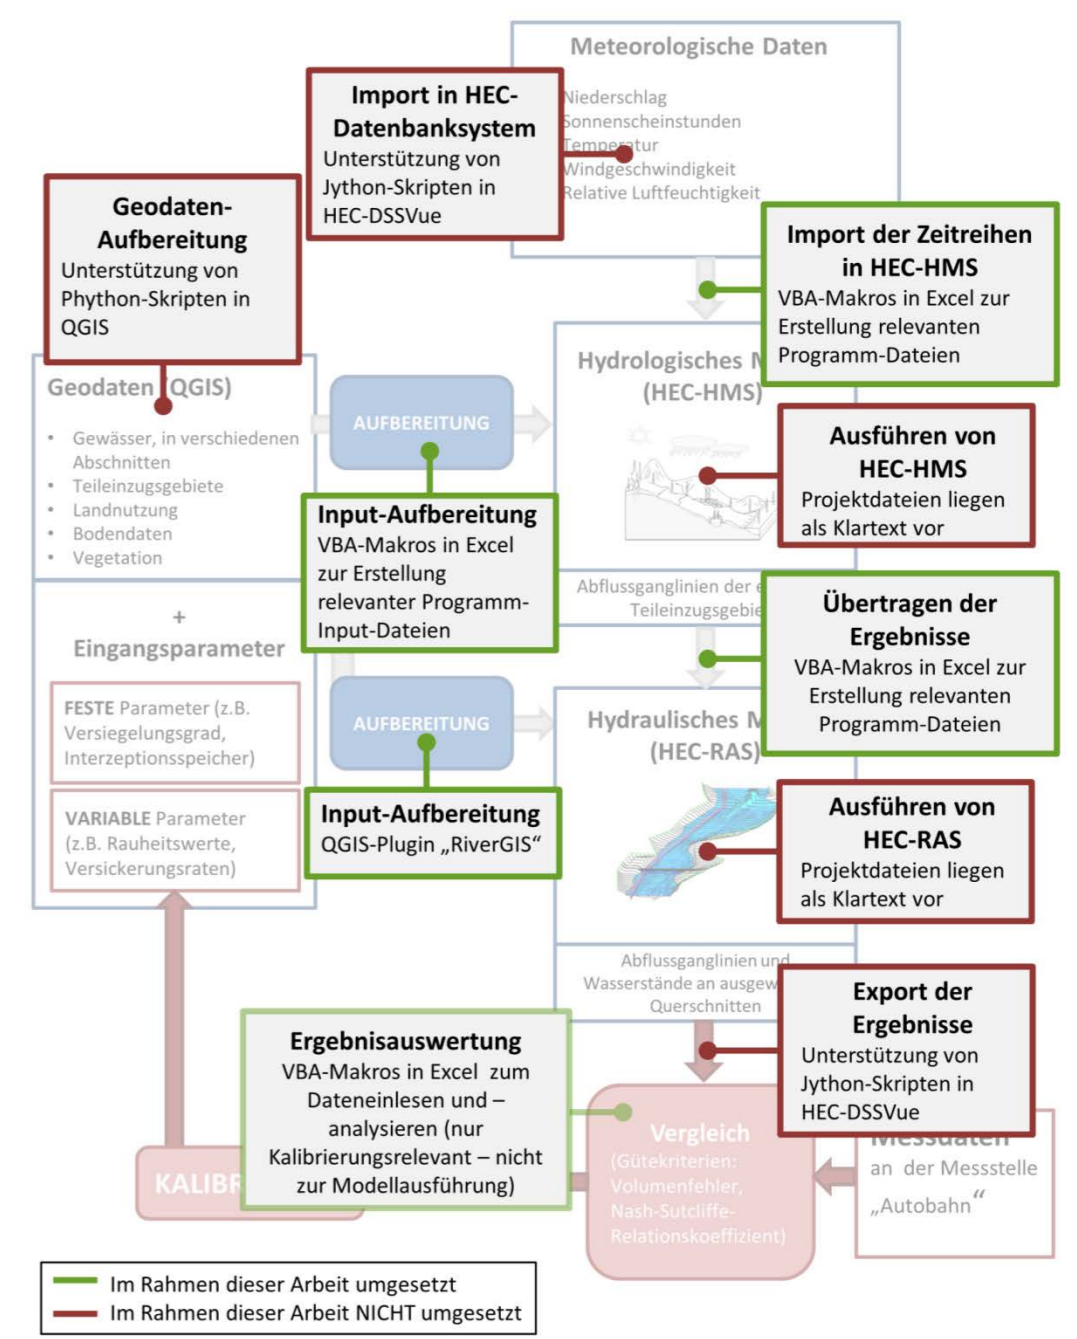 Meteorologische Daten
Niederschlag
Sonnenscheinstunden
Temperatur
Windgeschwindigkeit
Relative Luftfeuchtigkeit
Import in HEC-
Datenbanksystem
Unterstützung von
Jython-Skripten in
HEC-DSSVue
Geodaten-
Aufbereitung
Unterstützung von
Phython-Skripten in
QGIS
Import der Zeitreihen
in HEC-HMS
VBA-Makros in Excel zur
Erstellung relevanten
Programm-Dateien
Geodaten (QGIS)
• Gewässer, in verschiedenen
Abschnitten
• Teileinzugsgebiete
• Landnutzung
• Bodendaten
• Vegetation
AUFBEREITUNG
Hydrologisches M
(HEC-HMS)
Ausführen von
HEC-HMS
Projektdateien liegen
als Klartext vor
Input-Aufbereitung
VBA-Makros in Excel
zur Erstellung
relevanter Programm-
Input-Dateien
Abflussganglinien der
Teileinzugsgebie
Übertragen der
Ergebnisse
VBA-Makros in Excel zur
Erstellung relevanten
Programm-Dateien
+
Eingangsparameter
FESTE Parameter (z.B.
Versiegelungsgrad,
Interzeptionsspeicher)
VARIABLE Parameter
(z.B. Rauheitswerte,
Versickerungsraten)
AUFBEREITUNG
Hydraulisches M
(HEC-RAS)
Input-Aufbereitung
QGIS-Plugin „RiverGIS“
Ausführen von
HEC-RAS
Projektdateien liegen
als Klartext vor
Abflussganglinien und
Wasserstände an ausgew
Querschnitten
Export der
Ergebnisse
Unterstützung von
Jython-Skripten in
HEC-DSSVue
Ergebnisauswertung
VBA-Makros in Excel zum
Dateneinlesen und –
analysieren (nur
Kalibrierungsrelevant – nicht
zur Modellausführung)
KALIBR
Vergleich
(Gütekriterien:
Volumenfehler,
Nash-Sutcliffe-
Relationskoeffizient)
Messdaten
an der Messstelle
„Autobahn“
Im Rahmen dieser Arbeit umgesetzt
Im Rahmen dieser Arbeit NICHT umgesetzt